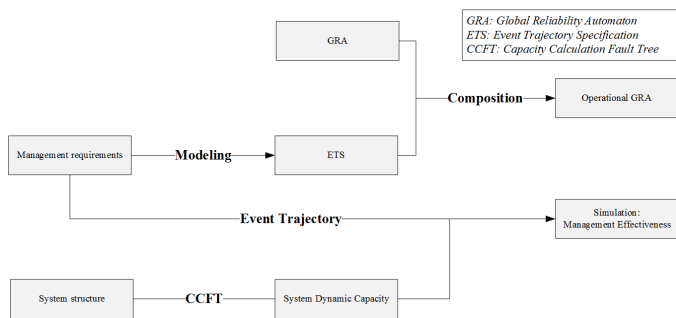 GRA: Global Reliability Automaton
ETS: Event Trajectory Specification
CCFT: Capacity Calculation Fault Tree
GRA
Composition
Operational GRA
Management requirements
Modeling
ETS
Event Trajectory
Simulation:
Management Effectiveness
System structure
CCFT
System Dynamic Capacity